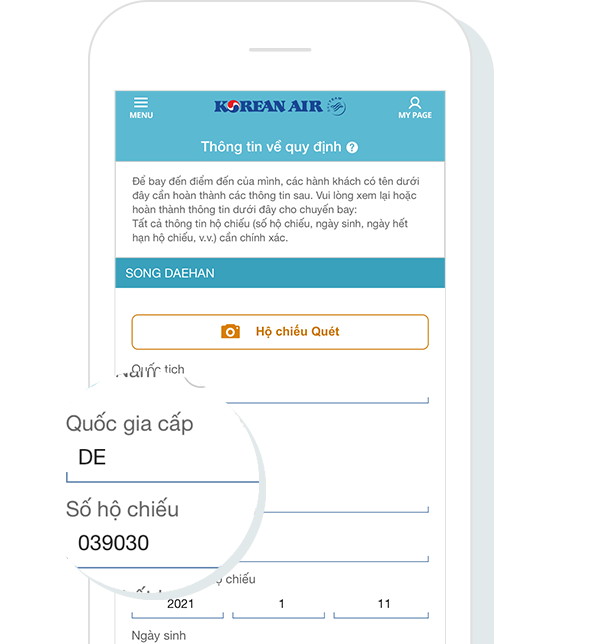 MENU
KOREAN AIR
MY PAGE
Thông tin về quy định ?
Để bay đến điểm đến của mình, các hành khách có tên dưới
đây cần hoàn thành các thông tin sau. Vui lòng xem lại hoặc
hoàn thành thông tin dưới đây cho chuyến bay:
Tất cả thông tin hộ chiếu (số hộ chiếu, ngày sinh, ngày hết
hạn hộ chiếu, v.v.) cần chính xác.
SONG DAEHAN
Hộ chiếu Quét
Quốc tịch
Quốc gia cấp
DE
Số hộ chiếu
039030
chiếu
2021 1 11
Ngày sinh